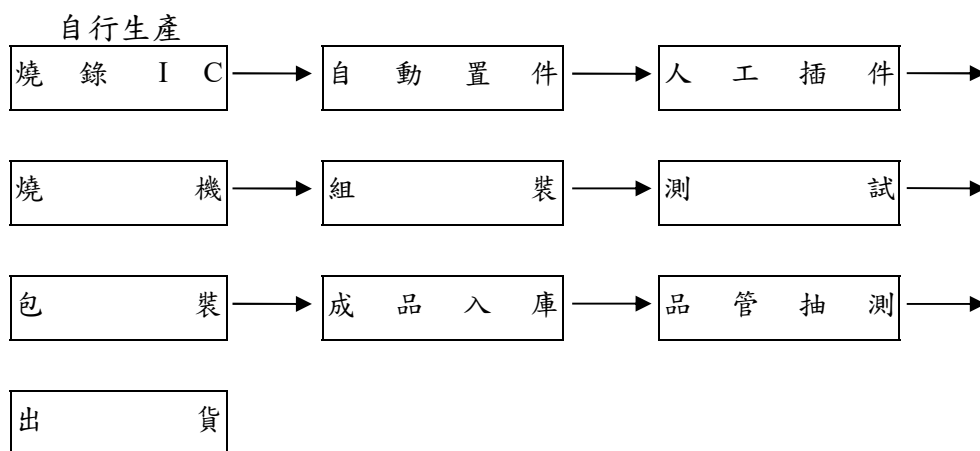 自行生產
燒錄IC
自動置件
人工插件
燒機
組裝
測試
包裝
成品入庫
品管抽測
出貨